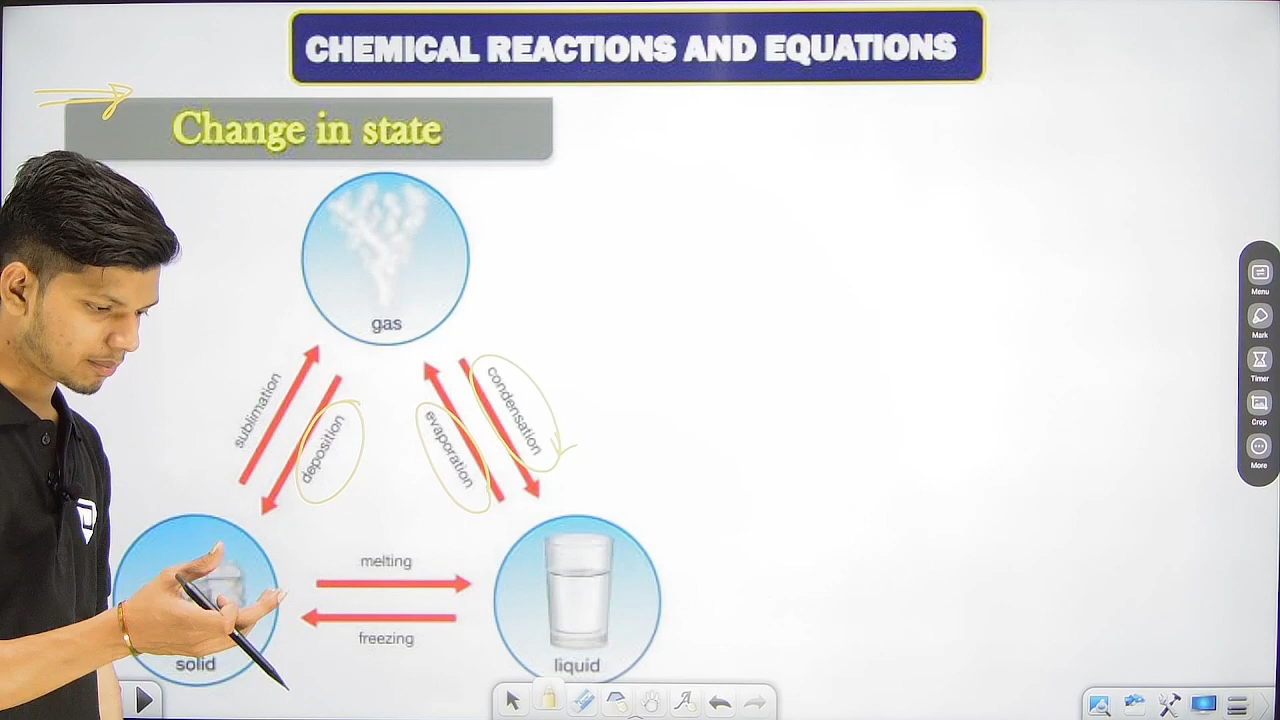 CHEMICAL REACTIONS AND EQUATIONS
Change in state
gas
sublimation
deposition
evaporation
condensation
melting
freezing
solid
liquid
Menu
Mark
Timer
Crop
More